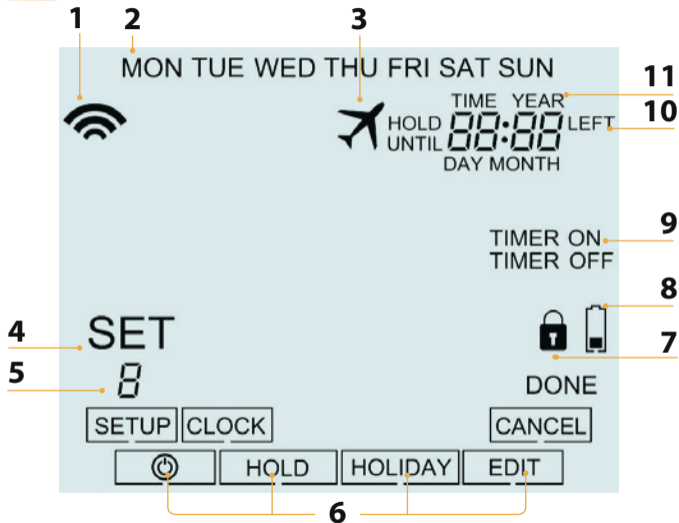 1 2 3
MON TUE WED THU FRI SAT SUN
11
TIME YEAR
HOLD 88:88 LEFT 10
UNTIL
DAY MONTH
TIMER ON 9
TIMER OFF
8
4 SET
7
5 8 DONE
SETUP CLOCK CANCEL
HOLD HOLIDAY EDIT
6